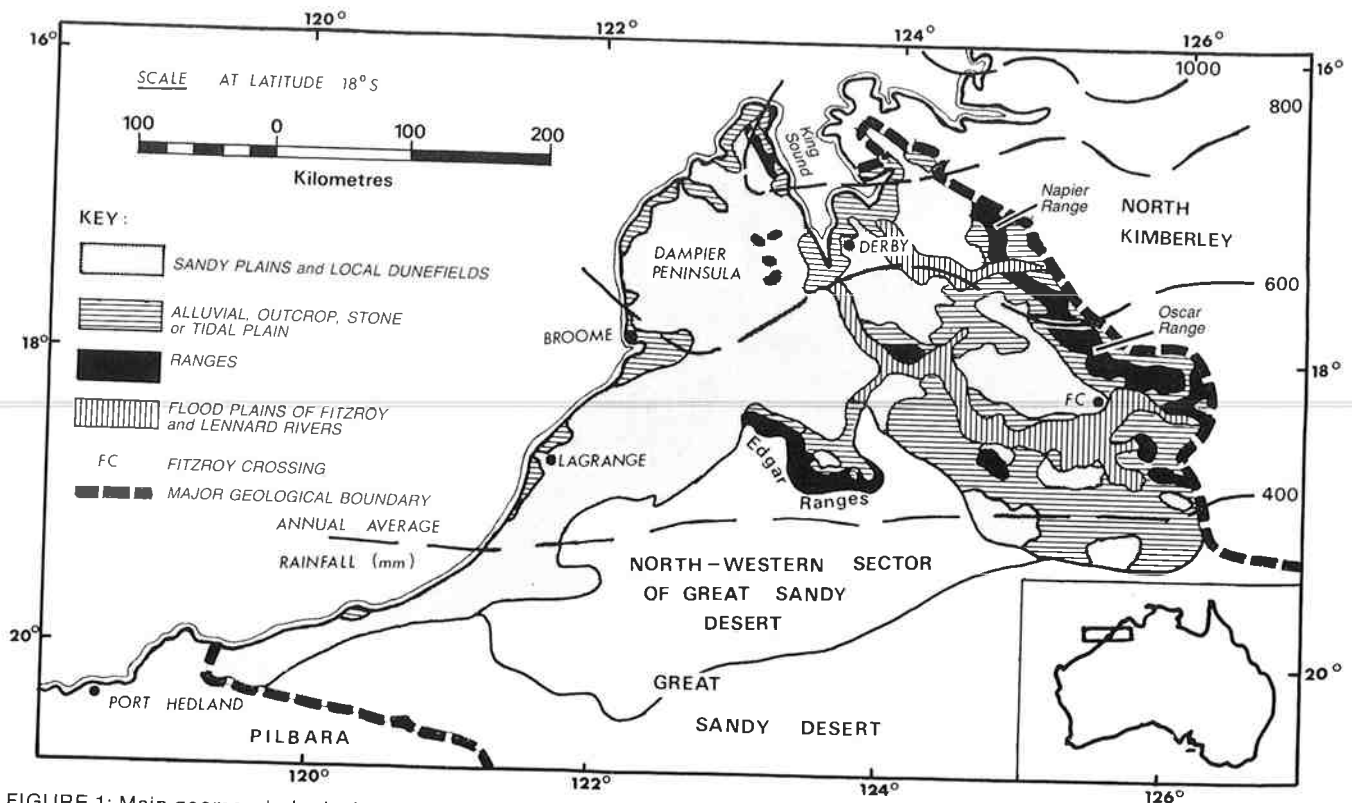 120°
122°
124°
126°
16°
16°
SCALE AT LATITUDE 18°S
100 0 100 200
Kilometres
1000
800
King Sound
Napier
Range
NORTH
KIMBERLEY
KEY:
SANDY PLAINS and LOCAL DUNEFIELDS
ALLUVIAL, OUTCROP, STONE
or TIDAL PLAIN
RANGES
FLOOD PLAINS OF FITZROY
and LENNARD RIVERS
FC FITZROY CROSSING
MAJOR GEOLOGICAL BOUNDARY
ANNUAL AVERAGE
RAINFALL (mm)
DAMPIER
PENINSULA
DERBY
600
Oscar
Range
BROOME
18°
18°
FC
LAGRANGE
Edgar
Ranges
400
NORTH-WESTERN SECTOR
OF GREAT SANDY
DESERT
20°
20°
GREAT
SANDY DESERT
PORT HEDLAND
PILBARA
120°
122°
124°
126°
FIGURE 1: Main